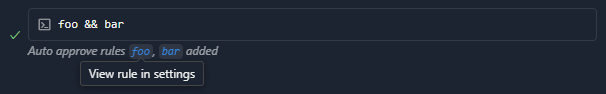 foo && bar
Auto approve rules foo, bar added
View rule in settings